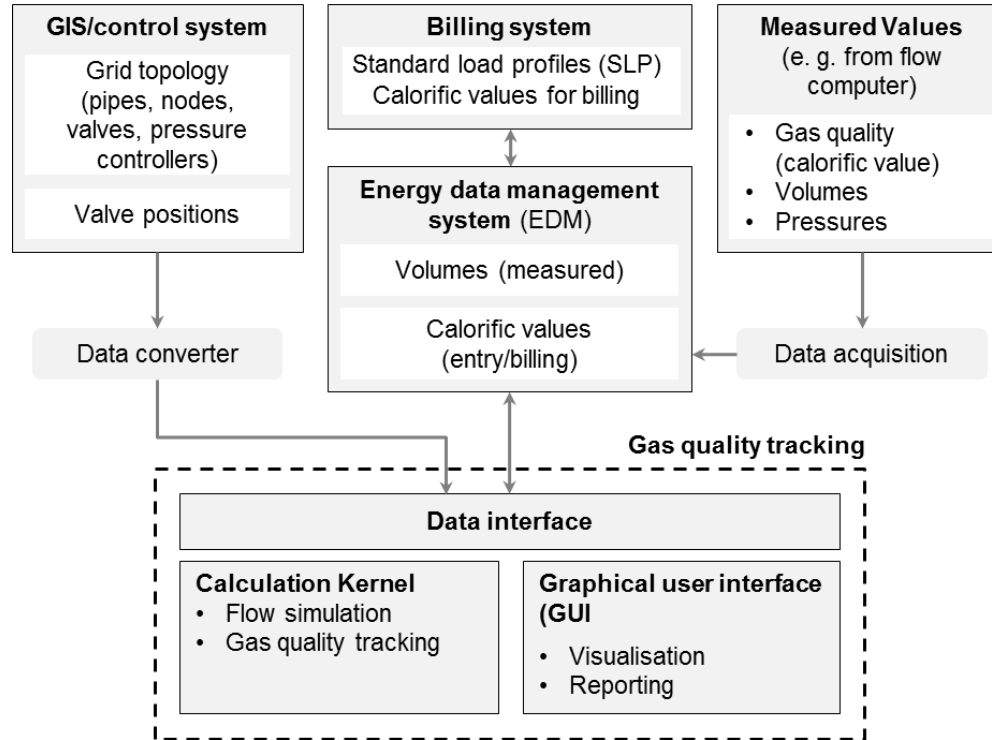 GIS/control system
Grid topology
(pipes, nodes,
valves, pressure
controllers)
Valve positions
Billing system
Standard load profiles (SLP)
Calorific values for billing
Measured Values
(e. g. from flow
computer)
• Gas quality
(calorific value)
• Volumes
• Pressures
Energy data management
system (EDM)
Volumes (measured)
Calorific values
(entry/billing)
Data converter
Data acquisition
Gas quality tracking
Data interface
Calculation Kernel
• Flow simulation
• Gas quality tracking
Graphical user interface
(GUI
• Visualisation
• Reporting